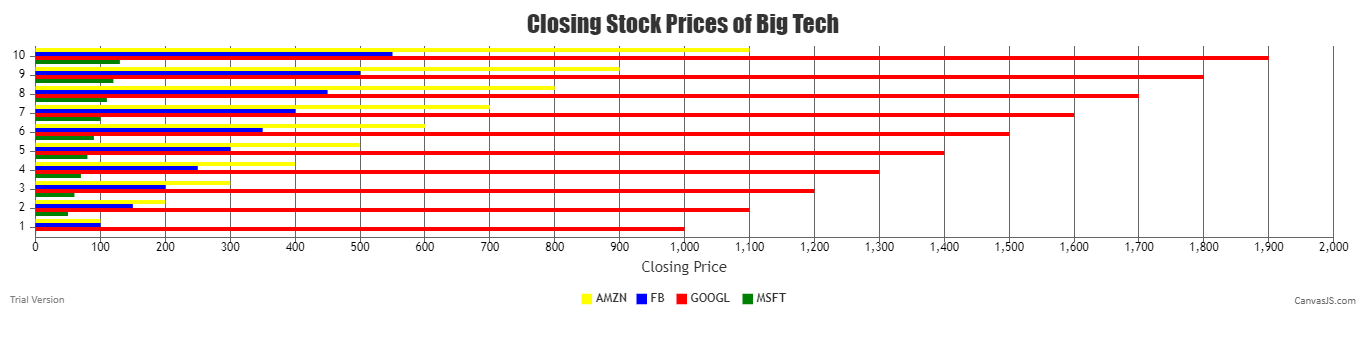 Closing Stock Prices of Big Tech
10
9
8
7
6
5
4
3
2
1
0 100 200 300 400 500 600 700 800 900 1,000 1,100 1,200 1,300 1,400 1,500 1,600 1,700 1,800 1,900 2,000
Closing Price
AMZN FB GOOGL MSFT
Trial Version CanvasJS.com